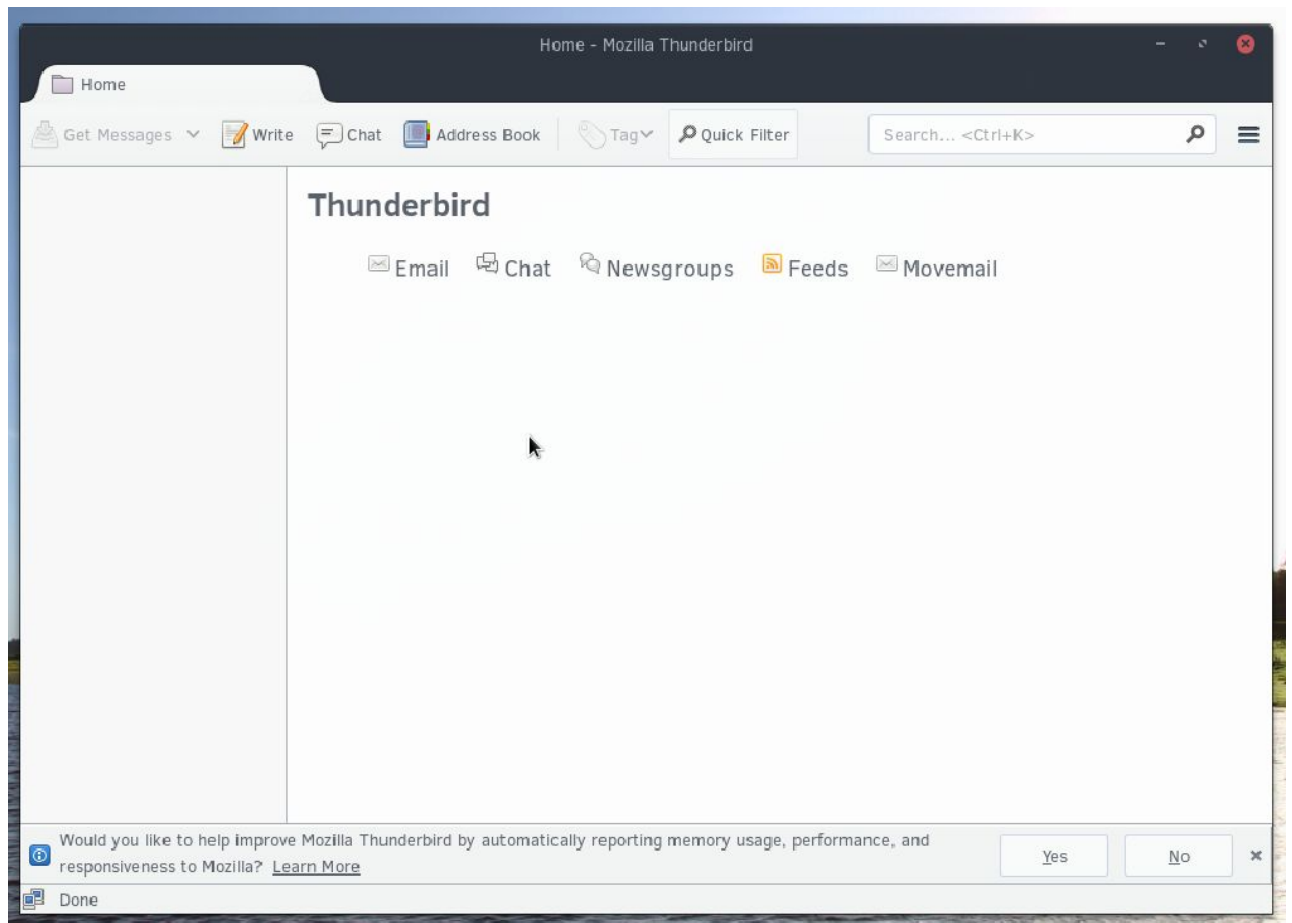 Home - Mozilla Thunderbird
Home
Get Messages Write Chat Address Book Tag Quick Filter Search... <Ctrl+K>
Thunderbird
Email Chat Newsgroups Feeds Movemail
Would you like to help improve Mozilla Thunderbird by automatically reporting memory usage, performance, and
responsiveness to Mozilla? Learn More
Yes No
Done